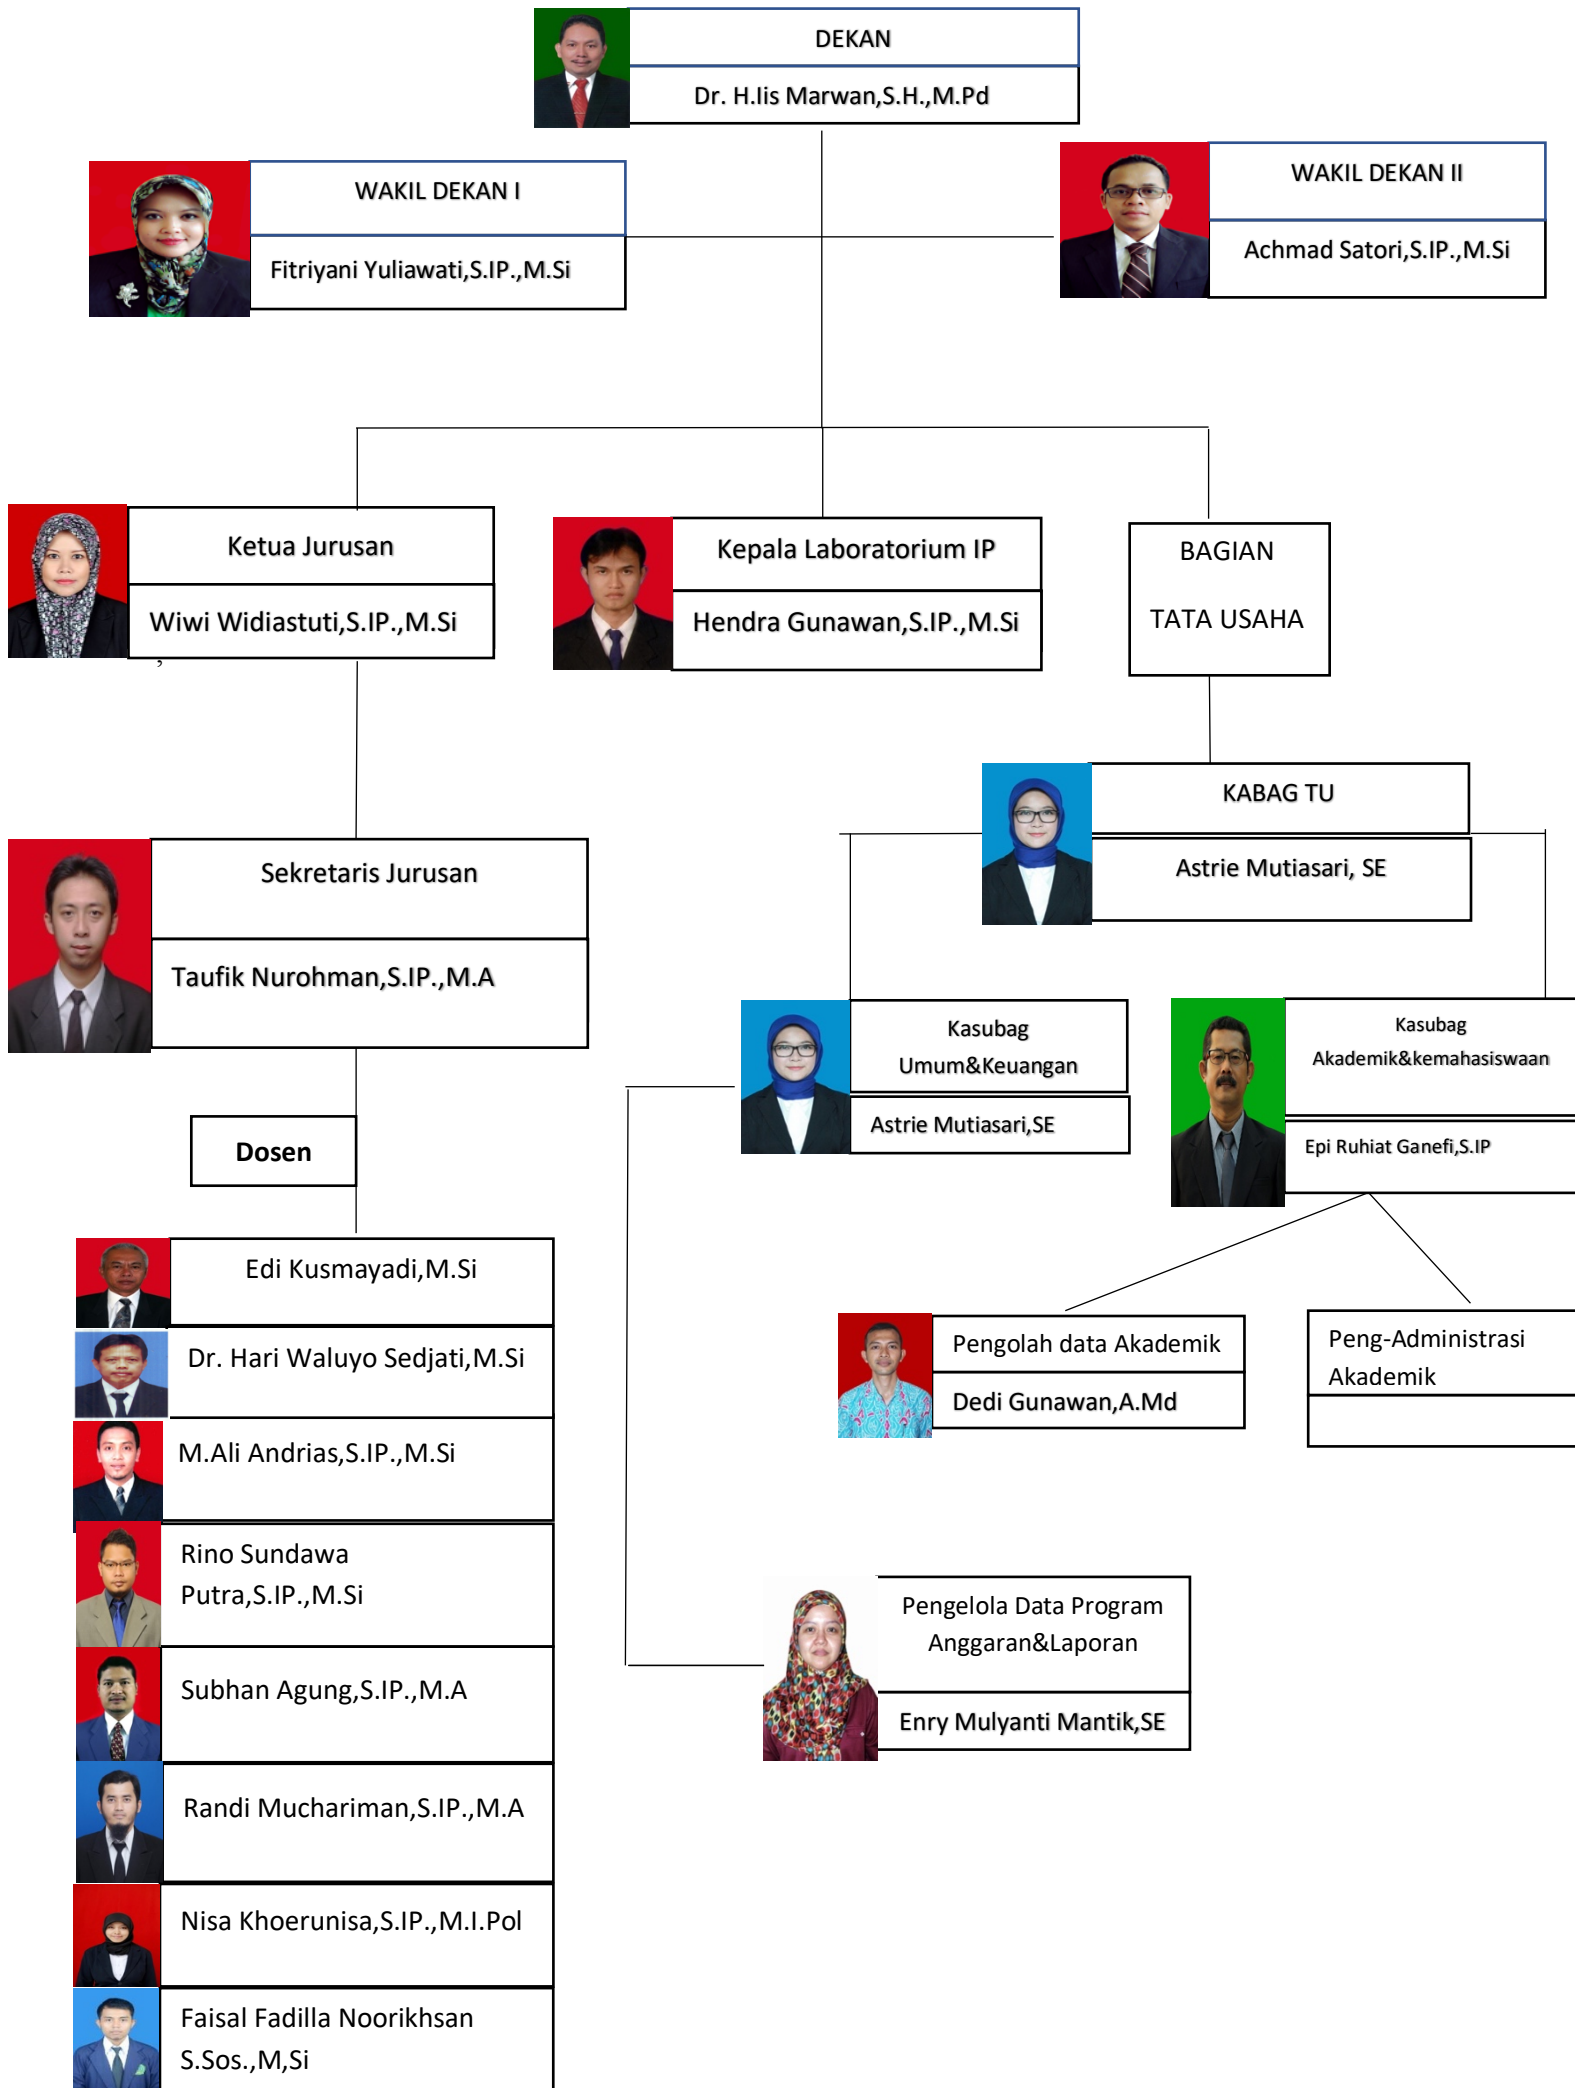 DEKAN
Dr. H.Iis Marwan,S.H.,M.Pd
WAKIL DEKAN I
Fitriyani Yuliawati,S.IP.,M.Si
WAKIL DEKAN II
Achmad Satori,S.IP.,M.Si
Ketua Jurusan
Wiwi Widiastuti,S.IP.,M.Si
,
Kepala Laboratorium IP
Hendra Gunawan,S.IP.,M.Si
BAGIAN
TATA USAHA
KABAG TU
Astrie Mutiasari, SE
Sekretaris Jurusan
Taufik Nurohman,S.IP.,M.A
Kasubag
Umum&Keuangan
Astrie Mutiasari,SE
Kasubag
Akademik&kemahasiswaan
Epi Ruhiat Ganefi,S.IP
Dosen
Edi Kusmayadi,M.Si
Dr. Hari Waluyo Sedjati,M.Si
M.Ali Andrias,S.IP.,M.Si
Rino Sundawa
Putra,S.IP.,M.Si
Subhan Agung,S.IP.,M.A
Randi Muchariman,S.IP.,M.A
Nisa Khoerunisa,S.IP.,M.I.Pol
Faisal Fadilla Noorikhsan
S.Sos.,M,Si
Pengolah data Akademik
Dedi Gunawan,A.Md
Peng-Administrasi
Akademik
Pengelola Data Program
Anggaran&Laporan
Enry Mulyanti Mantik,SE